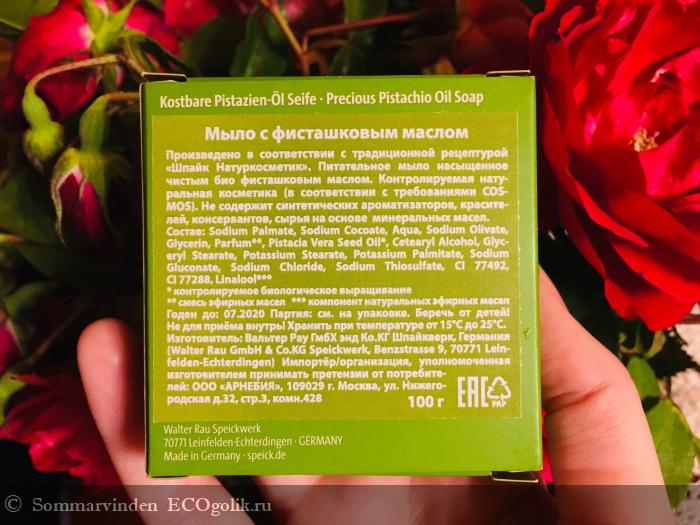 Kostbare Pistazien-Öl Seife · Precious Pistachio Oil Soap
Мыло с фисташковым маслом
Произведено в соответствии с традиционной рецептурой
«Шпайк Натуркосметик». Питательное мыло насыщенное
чистым био фисташковым маслом. Контролируемая нату-
ральная косметика (в соответствии с требованиями COS-
MOS). Не содержит синтетических ароматизаторов, красите-
лей, консервантов, сырья на основе минеральных масел.
Состав: Sodium Palmate, Sodium Cocoate, Aqua, Sodium Olivate,
Glycerin, Parfum**, Pistacia Vera Seed Oil*, Cetearyl Alcohol, Glyc-
eryl Stearate, Potassium Stearate, Potassium Palmitate, Sodium
Gluconate, Sodium Chloride, Sodium Thiosulfate, CI 77492,
CI 77288, Linalool***
* контролируемое биологическое выращивание
** смесь эфирных масел *** компонент натуральных эфирных масел
Годен до: 07.2020 Партия: см. на упаковке. Беречь от детей!
Не для приёма внутрь! Хранить при температуре от 15°C до 25°C.
Изготовитель: Вальтер Рау ГмбХ энд Ко.КГ Шпайкверк, Германия
(Walter Rau GmbH & Co.KG Speickwerk, Benzstrasse 9, 70771 Lein-
felden-Echterdingen) Импортёр/организация, уполномоченная
изготовителем принимать претензии от потребите-
лей: ООО «АРНЕБИЯ», 109029 г. Москва, ул. Нижего-
родская д.32, стр.3, комн.428
100 г
EAC
PAP
Walter Rau Speickwerk
70771 Leinfelden-Echterdingen · GERMANY
Made in Germany · speick.de
© Sommarvinden ECOgolik.ru